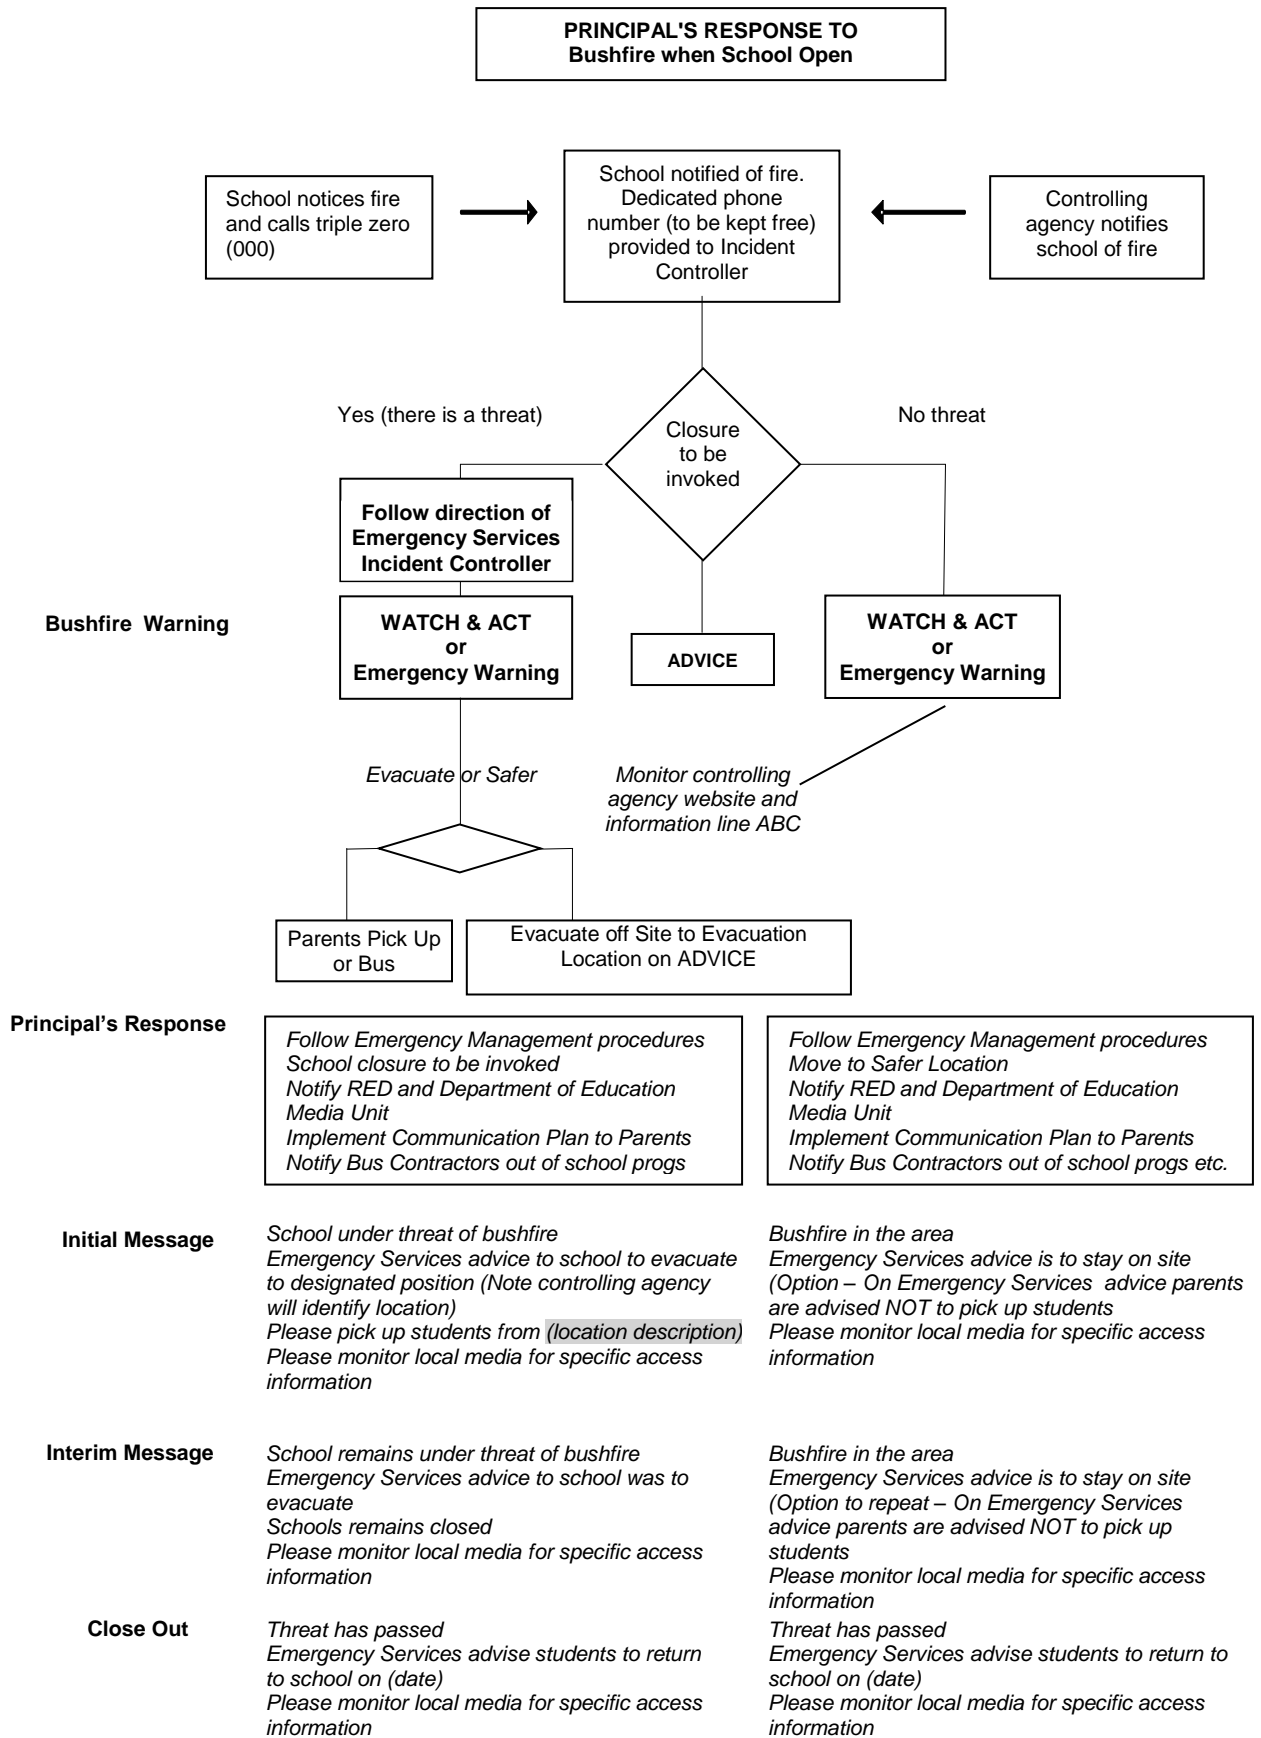 PRINCIPAL'S RESPONSE TO
Bushfire when School Open
School notices fire
and calls triple zero
(000)
School notified of fire.
Dedicated phone
number (to be kept free)
provided to Incident
Controller
Controlling
agency notifies
school of fire
Yes (there is a threat)
Closure
to be
invoked
No threat
Follow direction of
Emergency Services
Incident Controller
Bushfire Warning
WATCH & ACT
or
Emergency Warning
ADVICE
WATCH & ACT
or
Emergency Warning
Evacuate or Safer
Monitor controlling
agency website and
information line ABC
Parents Pick Up
or Bus
Evacuate off Site to Evacuation
Location on ADVICE
Principal’s Response
Follow Emergency Management procedures
School closure to be invoked
Notify RED and Department of Education
Media Unit
Implement Communication Plan to Parents
Notify Bus Contractors out of school progs
Follow Emergency Management procedures
Move to Safer Location
Notify RED and Department of Education
Media Unit
Implement Communication Plan to Parents
Notify Bus Contractors out of school progs etc.
Initial Message
School under threat of bushfire
Emergency Services advice to school to evacuate
to designated position (Note controlling agency
will identify location)
Please pick up students from (location description)
Please monitor local media for specific access
information
Bushfire in the area
Emergency Services advice is to stay on site
(Option – On Emergency Services advice parents
are advised NOT to pick up students
Please monitor local media for specific access
information
Interim Message
School remains under threat of bushfire
Emergency Services advice to school was to
evacuate
Schools remains closed
Please monitor local media for specific access
information
Bushfire in the area
Emergency Services advice is to stay on site
(Option to repeat – On Emergency Services
advice parents are advised NOT to pick up
students
Please monitor local media for specific access
information
Close Out
Threat has passed
Emergency Services advise students to return
to school on (date)
Please monitor local media for specific access
information
Threat has passed
Emergency Services advise students to return to
school on (date)
Please monitor local media for specific access
information